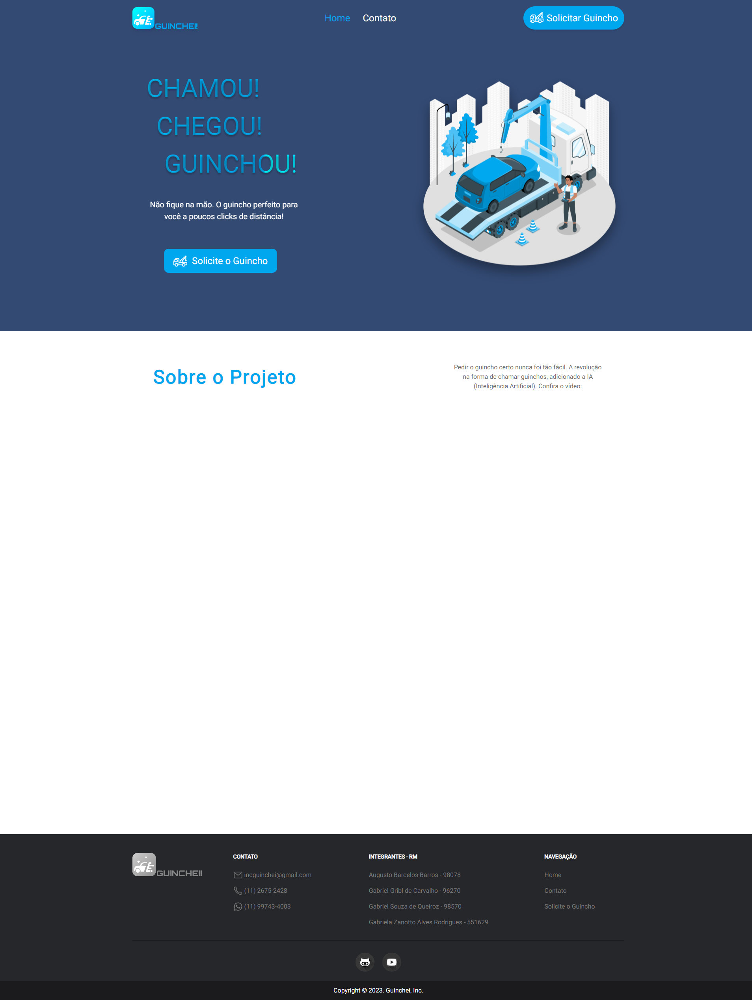 GUINCHEI!
Home
Contato
Solicitar Guincho
CHAMOU!
CHEGOU!
GUINCHOU!
Não fique na mão. O guincho perfeito para
você a poucos clicks de distância!
Solicite o Guincho
Sobre o Projeto
Pedir o guincho certo nunca foi tão fácil. A revolução
na forma de chamar guinchos, adicionado a IA
(Inteligência Artificial). Confira o vídeo:
GUINCHEI!
CONTATO
incguinchei@gmail.com
(11) 2675-2428
(11) 99743-4003
INTEGRANTES - RM
Augusto Barcelos Barros - 98078
Gabriel Gribl de Carvalho - 96270
Gabriel Souza de Queiroz - 98570
Gabriela Zanotto Alves Rodrigues - 551629
NAVEGAÇÃO
Home
Contato
Solicite o Guincho
Copyright © 2023. Guinchei, Inc.